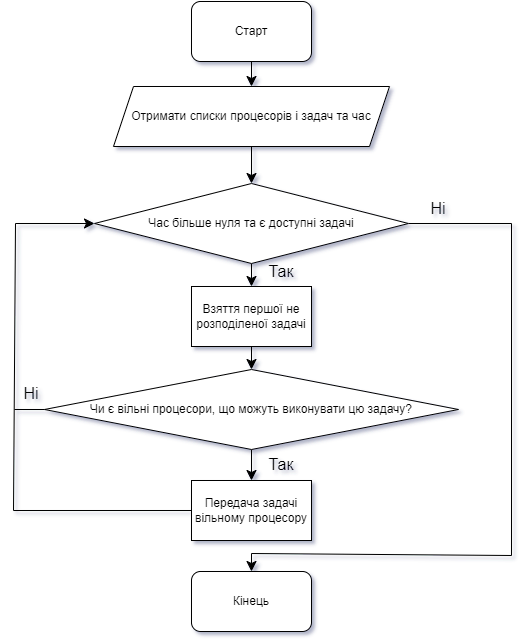 Старт
Отримати списки процесорів і задач та час
Час більше нуля та є доступні задачі
Ні
Так
Взяття першої не
розподіленої задачі
Ні
Чи є вільні процесори, що можуть виконувати цю задачу?
Так
Передача задачі
вільному процесору
Кінець